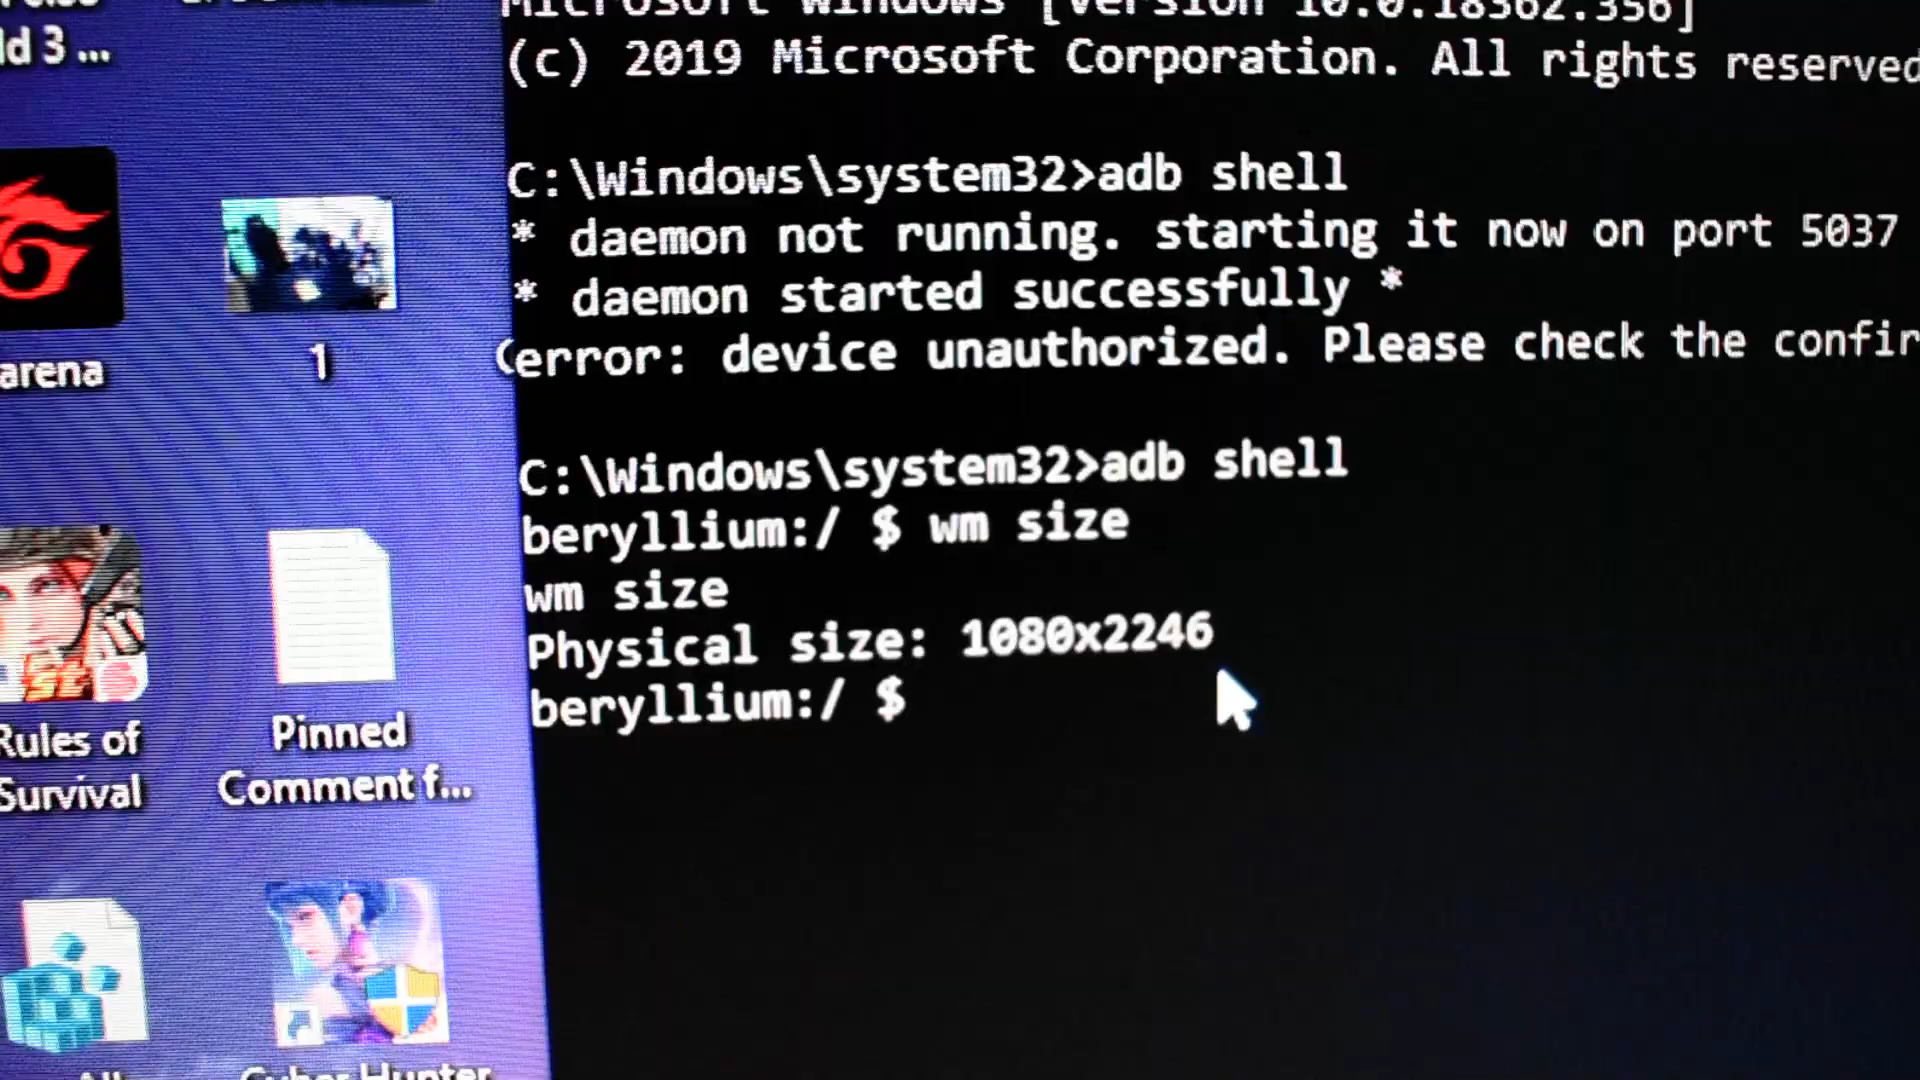 ld 3 ...
Microsoft Windows [Version 10.0.18362.356]
(c) 2019 Microsoft Corporation. All rights reserved
C:\Windows\system32>adb shell
* daemon not running. starting it now on port 5037
* daemon started successfully *
error: device unauthorized. Please check the confir
C:\Windows\system32>adb shell
beryllium:/ $ wm size
wm size
Physical size: 1080x2246
beryllium:/ $
arena
1
Rules of
Survival
Pinned
Comment f...
Cyber Hunter